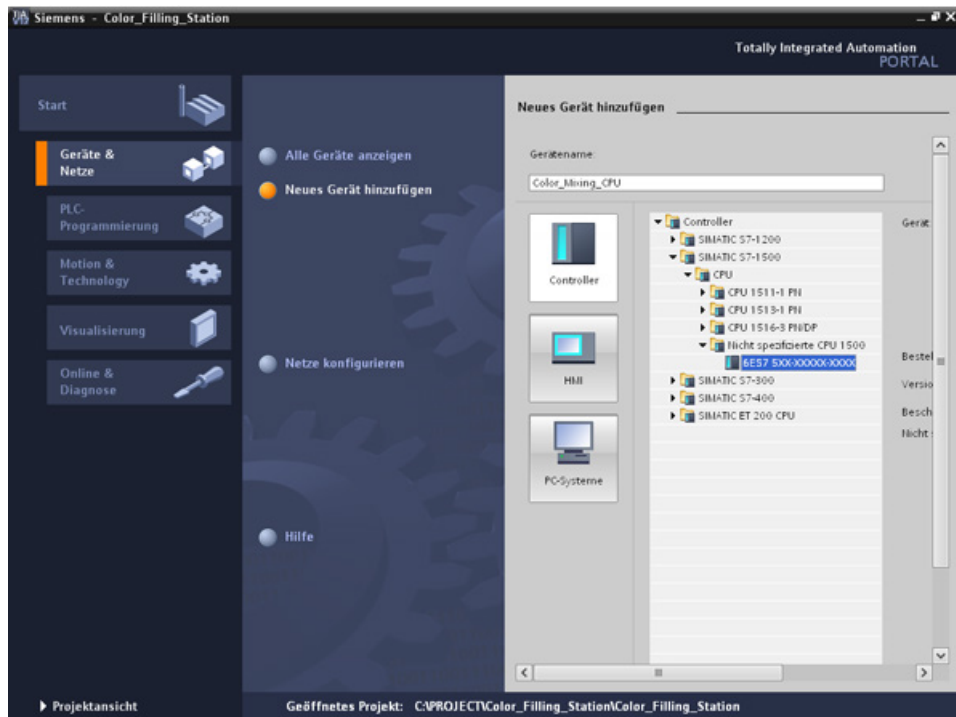 Siemens - Color_Filling_Station
Totally Integrated Automation
PORTAL
Start
Geräte &
Netze
PLC-
Programmierung
Motion &
Technology
Visualisierung
Online &
Diagnose
Alle Geräte anzeigen
Neues Gerät hinzufügen
Netze konfigurieren
Hilfe
Neues Gerät hinzufügen
Gerätename:
Color_Mixing_CPU
Controller
HMI
PC-Systeme
Controller
SIMATIC S7-1200
SIMATIC S7-1500
CPU
CPU 1511-1 PN
CPU 1513-1 PN
CPU 1516-3 PN/DP
Nicht spezifizierte CPU 1500
6ES7 5XX-XXXXX-XXXX
SIMATIC S7-300
SIMATIC S7-400
SIMATIC ET 200 CPU
Gerät
Bestel
Versio
Besch
Nicht
Projektansicht
Geöffnetes Projekt: C:\PROJECT\Color_Filling_Station\Color_Filling_Station